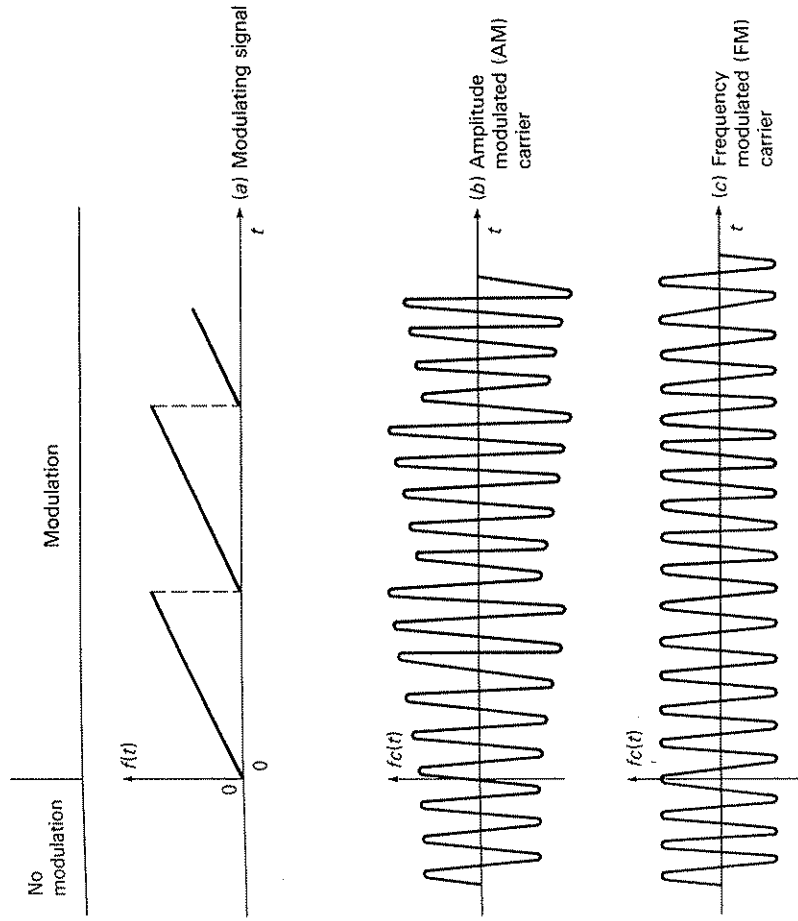 No
modulation
Modulation
f(t)
0
0
t
(a) Modulating signal
fc(t)
t
(b) Amplitude
modulated (AM)
carrier
fc(t)
t
(c) Frequency
modulated (FM)
carrier